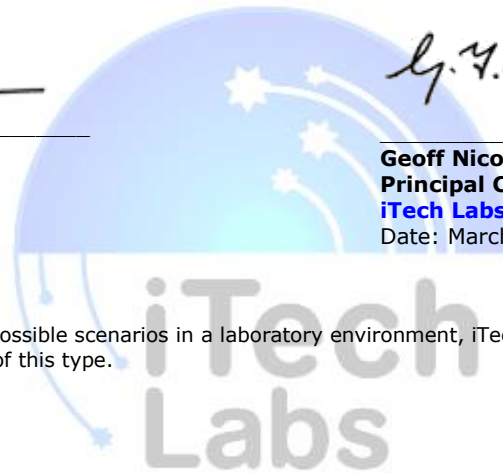 G. F.
Geoff Nico
Principal C
iTech Labs
Date: March
ossible scenarios in a laboratory environment, iTec
of this type.
iTech
Labs